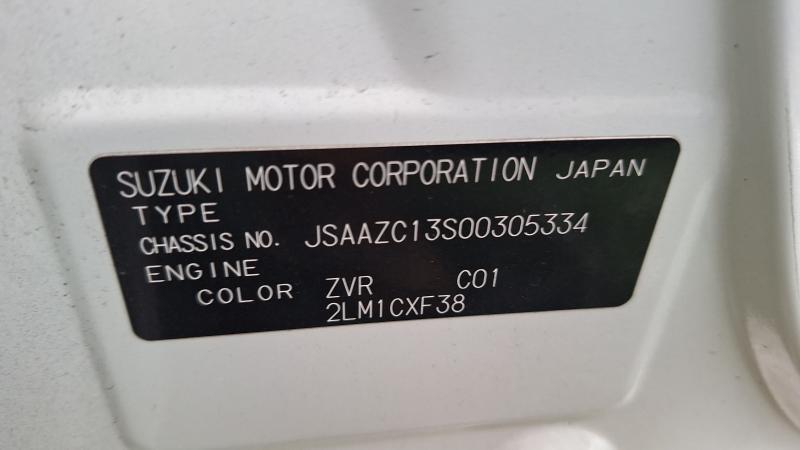 SUZUKI MOTOR CORPORATION JAPAN
TYPE
CHASSIS NO. JSAAZC13S00305334
ENGINE
COLOR ZVR C01
2LM1CXF38